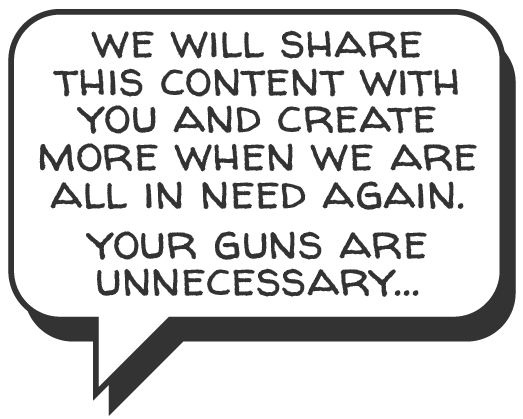 WE WILL SHARE
THIS CONTENT WITH
YOU AND CREATE
MORE WHEN WE ARE
ALL IN NEED AGAIN.
YOUR GUNS ARE
UNNECESSARY...